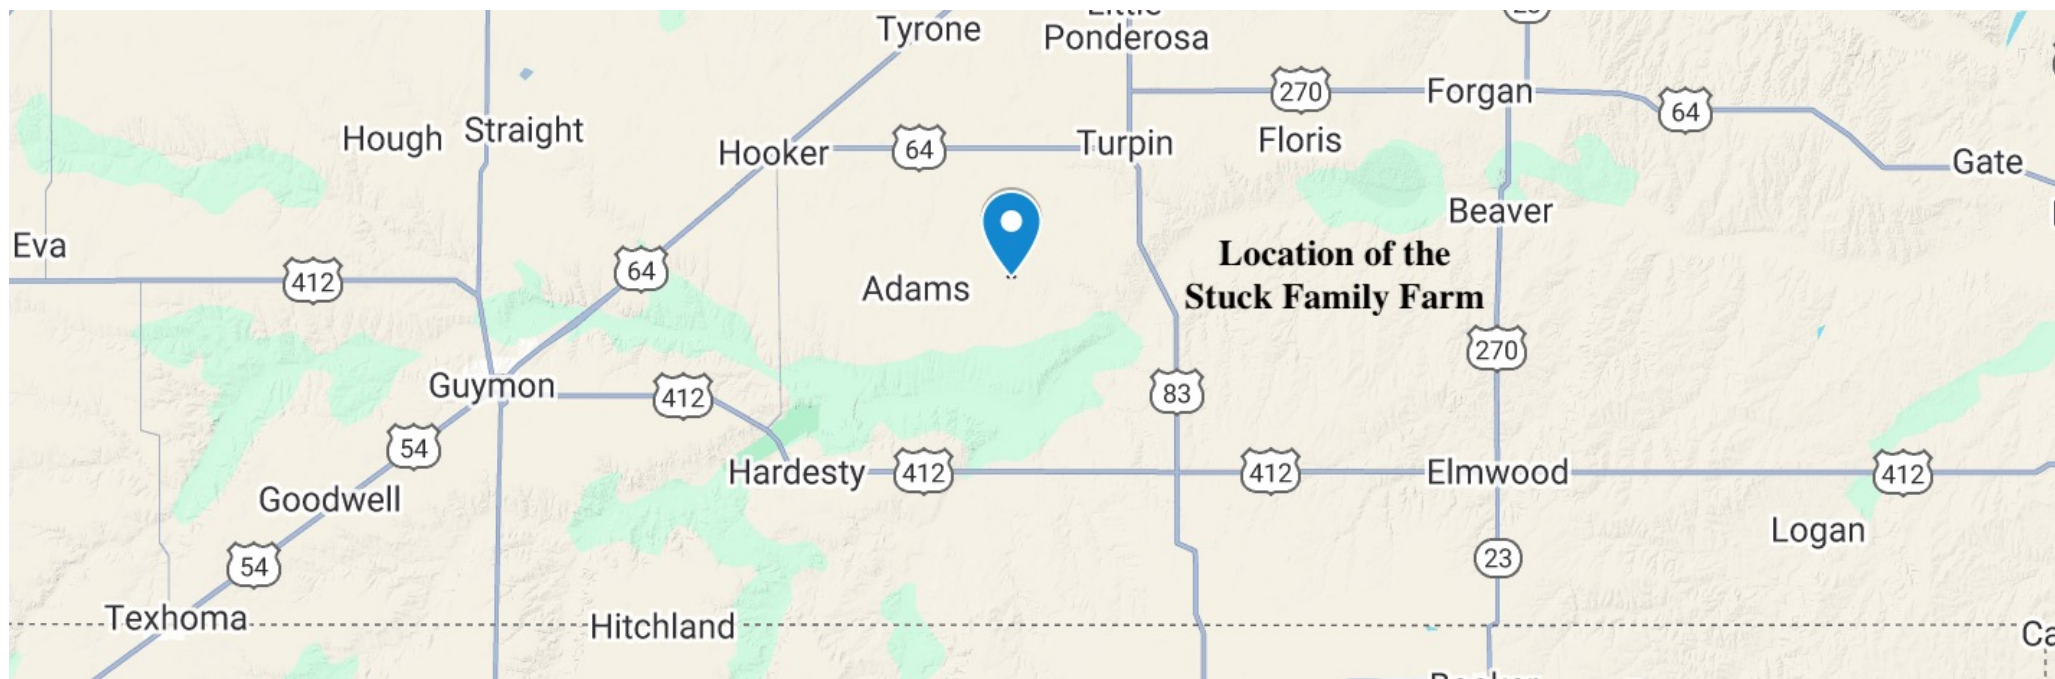 Little
Tyrone
Ponderosa
270
Forgan
64
Hough
Straight
Hooker
64
Turpin
Floris
Gate
Beaver
Eva
412
64
Adams
Location of the
Stuck Family Farm
270
Guymon
412
83
54
Hardesty
412
412
Elmwood
412
Goodwell
Logan
54
23
Texhoma
Hitchland